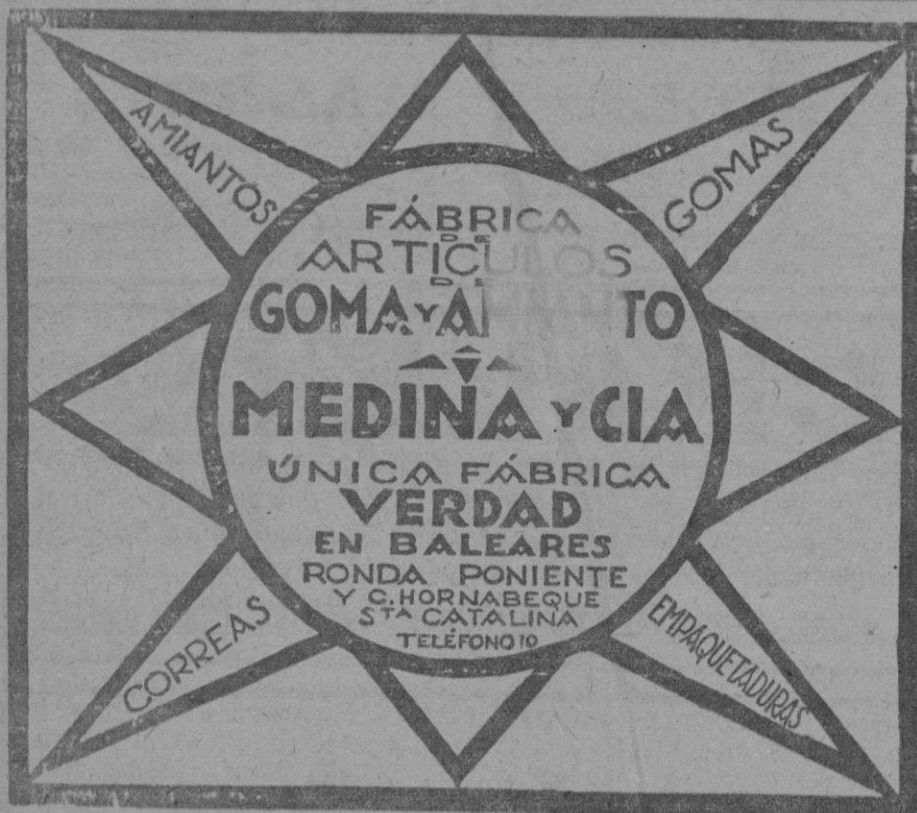 AMIANTOS
GOMAS
FÁBRICA
DE
ARTICULOS
DE
GOMA Y
MEDINA Y CIA
ÚNICA FÁBRICA
VERDAD
EN BALEARES
RONDA PONIENTE
Y C. HORNABEQUE
STA CATALINA
TELÉFONO 10
CORREAS
EMPAQUETADURAS